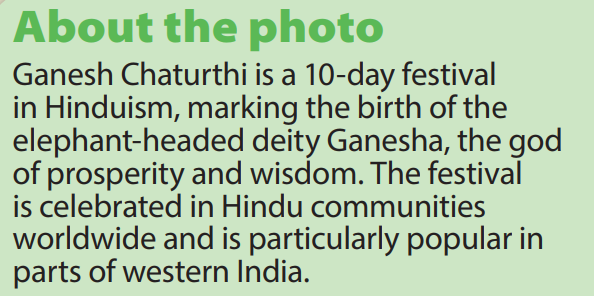 About the photo
Ganesh Chaturthi is a 10-day festival
in Hinduism, marking the birth of the
elephant-headed deity Ganesha, the god
of prosperity and wisdom. The festival
is celebrated in Hindu communities
worldwide and is particularly popular in
parts of western India.